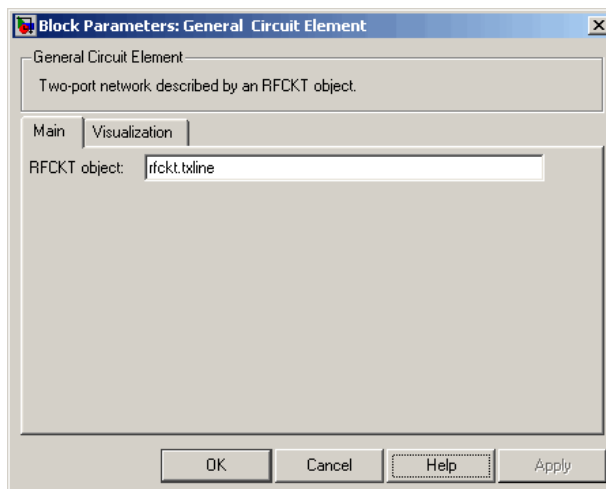 Block Parameters: General Circuit Element
General Circuit Element
Two-port network described by an RFCKT object.
Main Visualization
RFCKT object: rfckt.txline
OK Cancel Help Apply